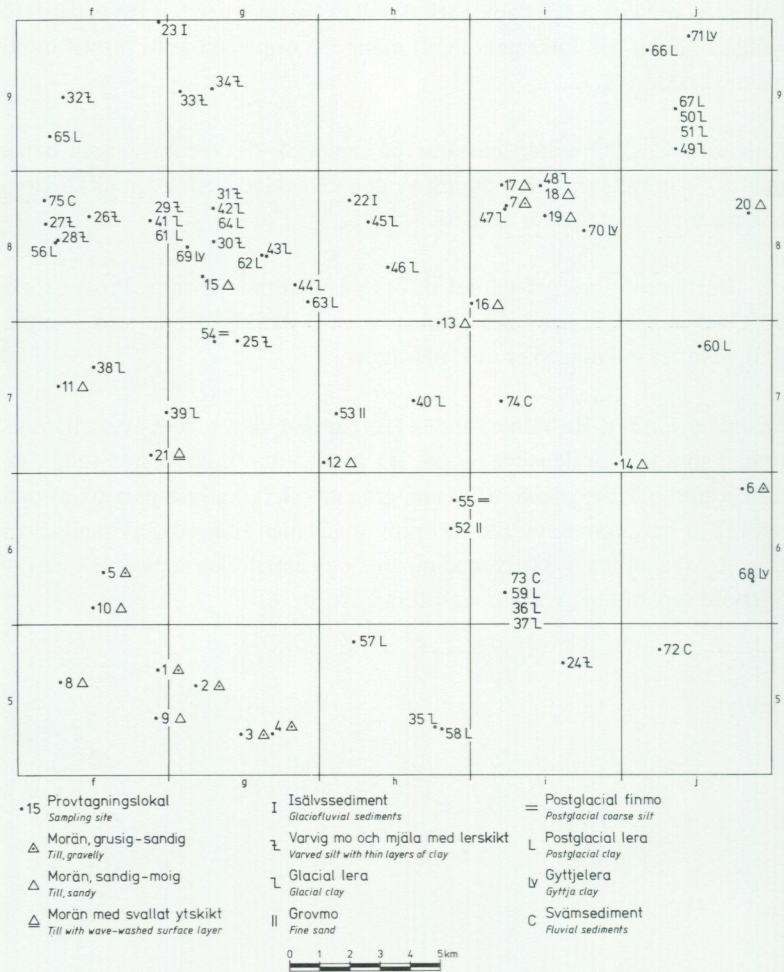 f g h i j
23 I
71 Ly
66 L
34 Ł
32 Ł
33 Ł
9 9
67 L
50 Ɩ
51 Ɩ
65 L
49 Ɩ
17 △
48 Ɩ
18 △
75 C
29 Ł
31 Ł
42 Ɩ
22 I
7
20 △
27 Ł
26 Ł
41 Ɩ
64 L
45 Ɩ
47 Ɩ
19 △
28 Ł
61 L
30 Ł
70 Ly
56 L
69 Ly
43 Ɩ
8 8
62 L
46 Ɩ
15 △
44 Ɩ
63 L
16 △
13 △
54 =
25 Ł
60 L
38 Ɩ
11 △
7 7
39 Ɩ
53 II
40 Ɩ
74 C
21
12 △
14 △
6
55 =
52 II
6 6
5
73 C
68 Ly
59 L
10 △
36 Ɩ
37 Ɩ
57 L
72 C
1
24 Ł
8 △
2
5 5
9 △
35 Ɩ
3
4
58 L
f g h i j
•15 Provtagningslokal
Sampling site
Morän, grusig-sandig
Till, gravelly
△ Morän, sandig-moig
Till, sandy
Morän med svallat ytskikt
Till with wave-washed surface layer
I Isälvssediment
Glaciofluvial sediments
Ł Varvig mo och mjäla med lerskikt
Varved silt with thin layers of clay
Ɩ Glacial lera
Glacial clay
II Grovmo
Fine sand
= Postglacial finmo
Postglacial coarse silt
L Postglacial lera
Postglacial clay
Ly Gyttjelera
Gyttja clay
C Svämsediment
Fluvial sediments
0 1 2 3 4 5km